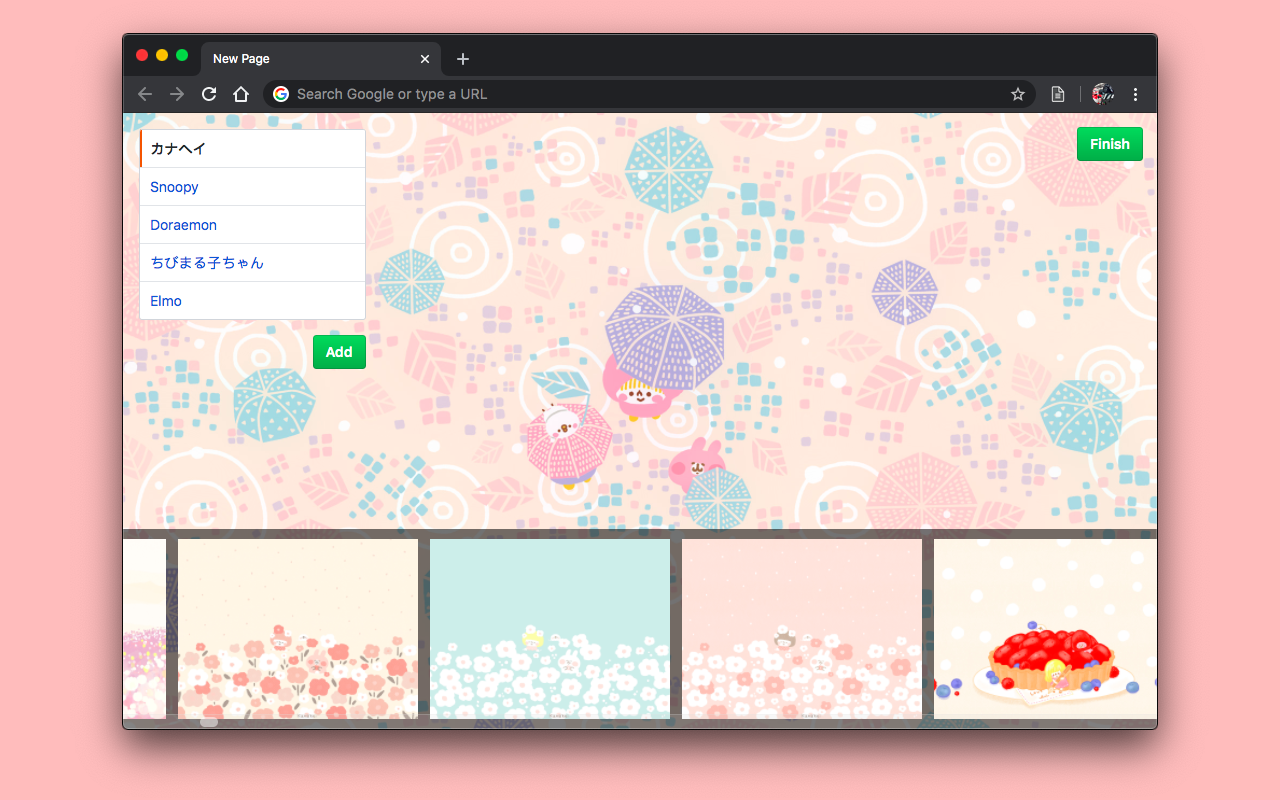 New Page
Search Google or type a URL
カナヘイ
Finish
Snoopy
Doraemon
ちびまる子ちゃん
Elmo
Add